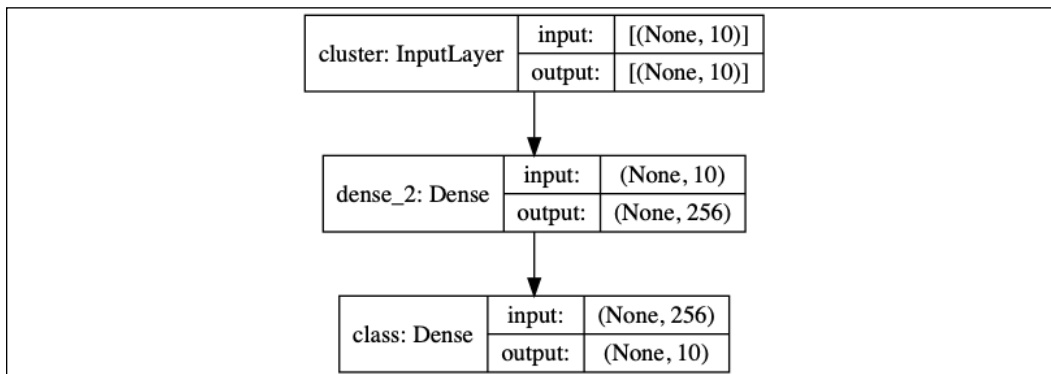 cluster: InputLayer
input:
[(None, 10)]
output:
[(None, 10)]
dense_2: Dense
input:
(None, 10)
output:
(None, 256)
class: Dense
input:
(None, 256)
output:
(None, 10)